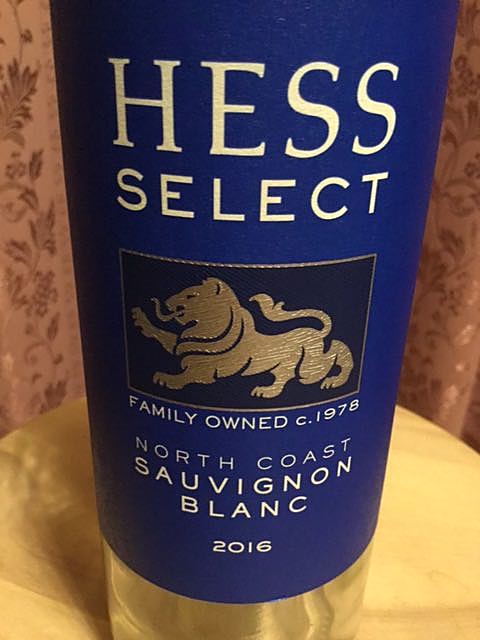 HESS
SELECT
FAMILY OWNED c.1978
NORTH COAST
SAUVIGNON
BLANC
2016